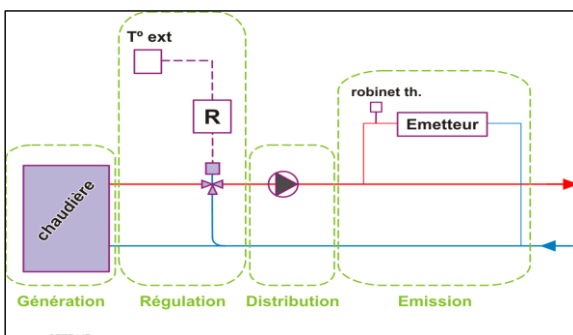 T° ext
robinet th.
R
Emetteur
chaudière
Génération
Régulation
Distribution
Emission